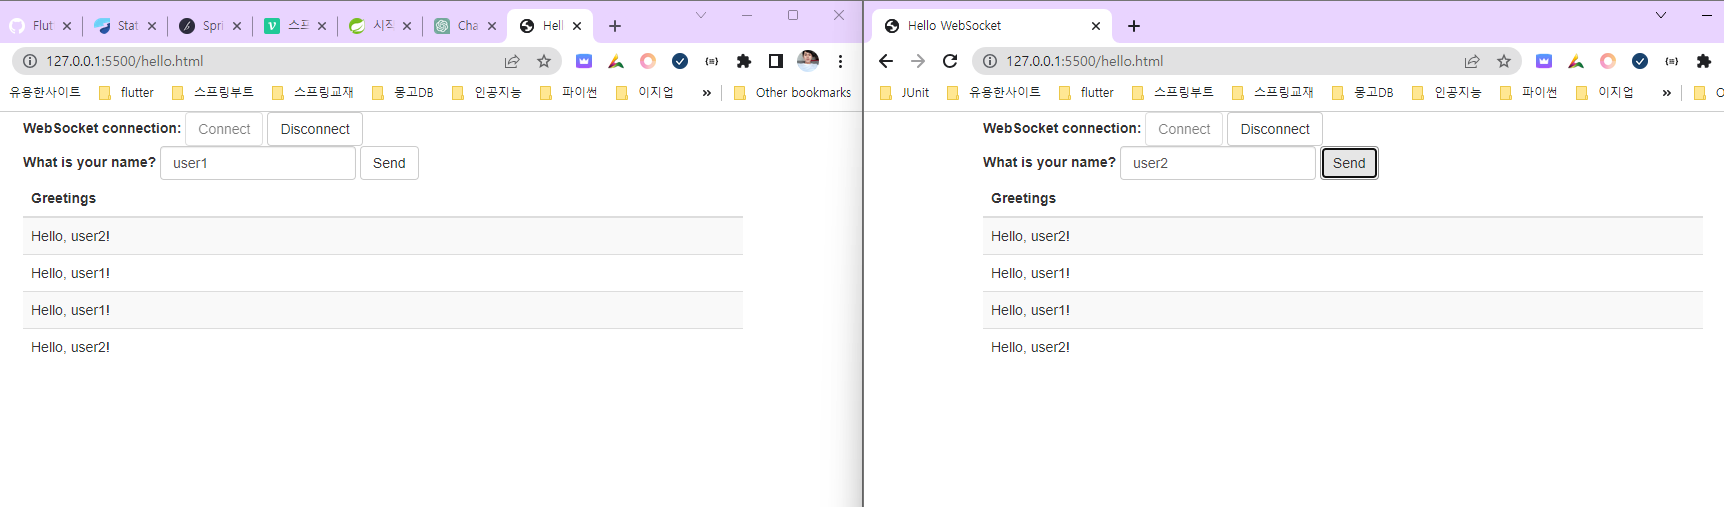 Flut
Stat
Spri
스프
시작
Cha
Hell
127.0.0.1:5500/hello.html
유용한사이트 flutter 스프링부트 스프링교재 몽고DB 인공지능 파이썬 이지업 » Other bookmarks
WebSocket connection: Connect Disconnect
What is your name? user1 Send
Greetings
Hello, user2!
Hello, user1!
Hello, user1!
Hello, user2!
Hello WebSocket
127.0.0.1:5500/hello.html
JUnit 유용한사이트 flutter 스프링부트 스프링교재 몽고DB 인공지능 파이썬 이지업 » O
WebSocket connection: Connect Disconnect
What is your name? user2 Send
Greetings
Hello, user2!
Hello, user1!
Hello, user1!
Hello, user2!